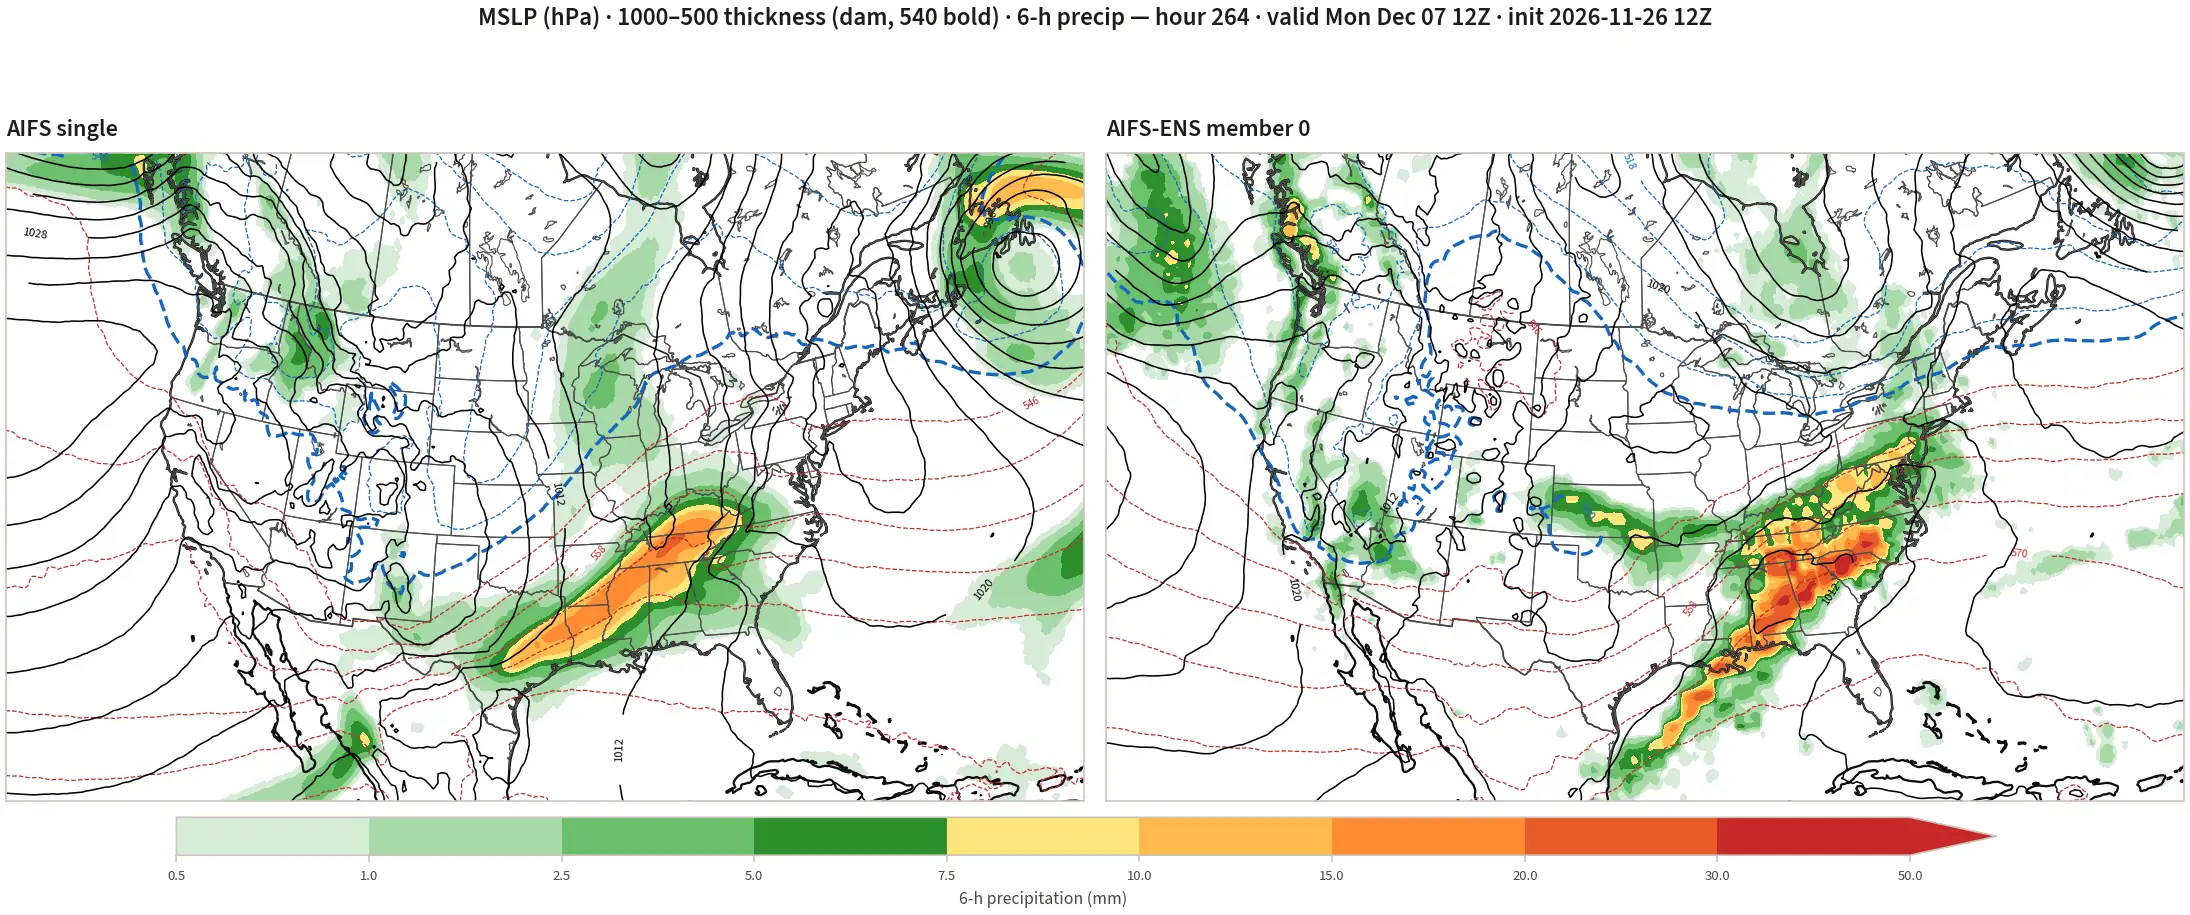 MSLP (hPa) · 1000–500 thickness (dam, 540 bold) · 6-h precip — hour 264 · valid Mon Dec 07 12Z · init 2026-11-26 12Z
AIFS single
AIFS-ENS member 0
1028
1012
558
546
1020
1012
518
1020
1012
1020
558
570
1012
0.5 1.0 2.5 5.0 7.5 10.0 15.0 20.0 30.0 50.0
6-h precipitation (mm)